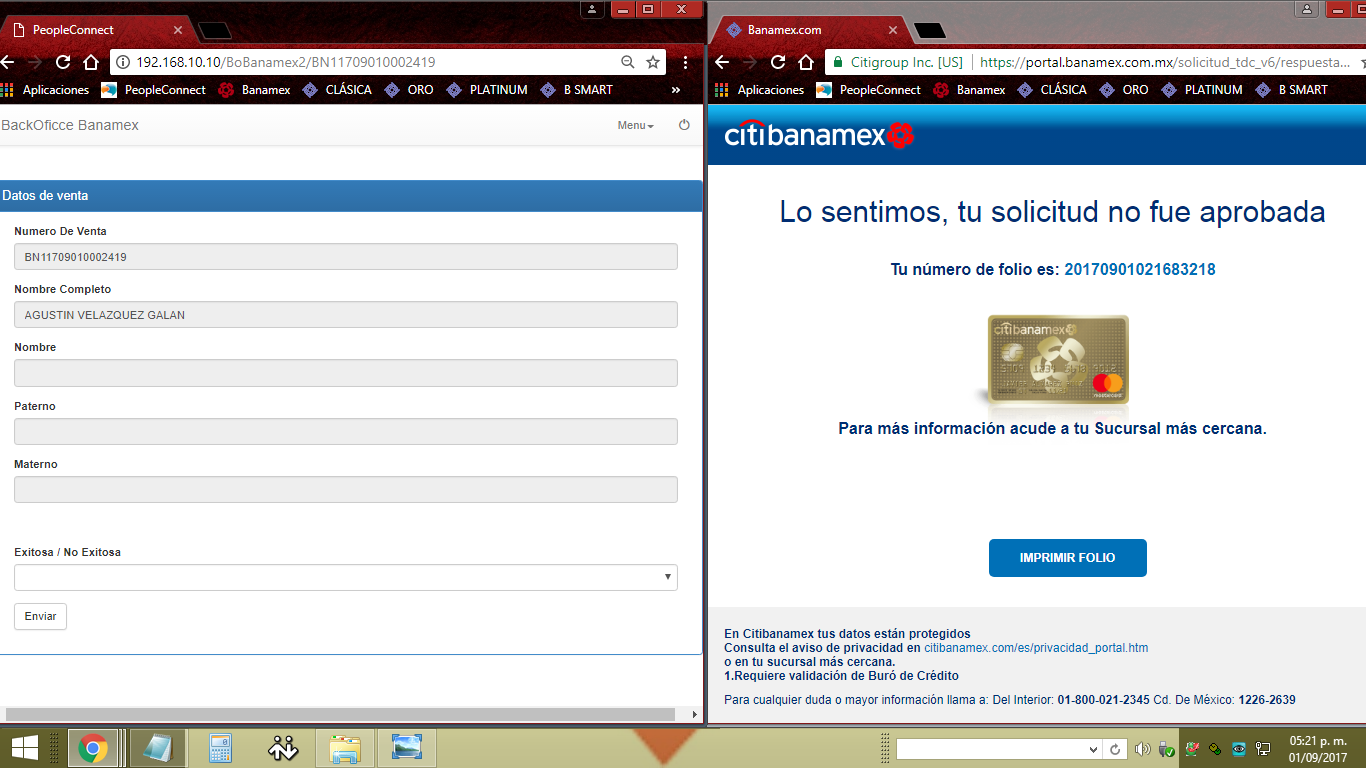 PeopleConnect
192.168.10.10/BoBanamex2/BN11709010002419
Aplicaciones PeopleConnect Banamex CLÁSICA ORO PLATINUM B SMART »
BackOficce Banamex Menu
Datos de venta
Numero De Venta
BN11709010002419
Nombre Completo
AGUSTIN VELAZQUEZ GALAN
Nombre
Paterno
Materno
Exitosa / No Exitosa
Enviar
Banamex.com
Citigroup Inc. [US] https://portal.banamex.com.mx/solicitud_tdc_v6/respuesta...
Aplicaciones PeopleConnect Banamex CLÁSICA ORO PLATINUM B SMART
citibanamex
Lo sentimos, tu solicitud no fue aprobada
Tu número de folio es: 20170901021683218
citibanamex
mastercard
Para más información acude a tu Sucursal más cercana.
IMPRIMIR FOLIO
En Citibanamex tus datos están protegidos
Consulta el aviso de privacidad en citibanamex.com/es/privacidad_portal.htm
o en tu sucursal más cercana.
1.Requiere validación de Buró de Crédito
Para cualquier duda o mayor información llama a: Del Interior: 01-800-021-2345 Cd. De México: 1226-2639
05:21 p. m.
01/09/2017